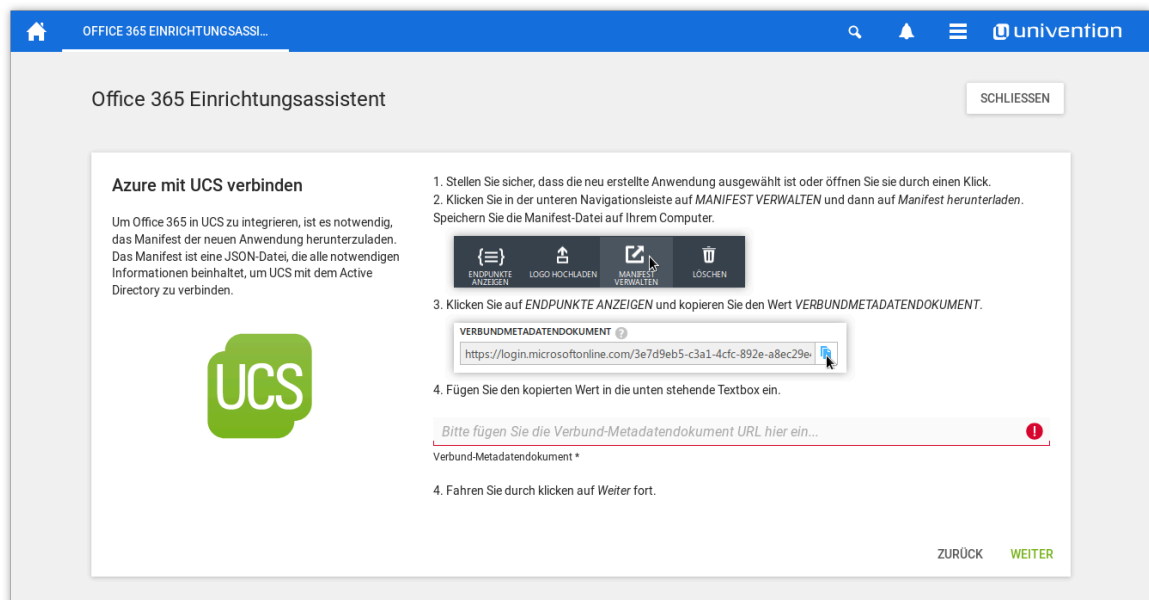 OFFICE 365 EINRICHTUNGSASSI...
univention
Office 365 Einrichtungsassistent
SCHLIESSEN
Azure mit UCS verbinden
Um Office 365 in UCS zu integrieren, ist es notwendig,
das Manifest der neuen Anwendung herunterzuladen.
Das Manifest ist eine JSON-Datei, die alle notwendigen
Informationen beinhaltet, um UCS mit dem Active
Directory zu verbinden.
UCS
1. Stellen Sie sicher, dass die neu erstellte Anwendung ausgewählt ist oder öffnen Sie sie durch einen Klick.
2. Klicken Sie in der unteren Navigationsleiste auf MANIFEST VERWALTEN und dann auf Manifest herunterladen.
Speichern Sie die Manifest-Datei auf Ihrem Computer.
ENDPUNKTE
ANZEIGEN
LOGO HOCHLADEN
MANIFEST
VERWALTEN
LÖSCHEN
3. Klicken Sie auf ENDPUNKTE ANZEIGEN und kopieren Sie den Wert VERBUNDMETADATENDOKUMENT.
VERBUNDMETADATENDOKUMENT
https://login.microsoftonline.com/3e7d9eb5-c3a1-4cfc-892e-a8ec29e
4. Fügen Sie den kopierten Wert in die unten stehende Textbox ein.
Bitte fügen Sie die Verbund-Metadatendokument URL hier ein...
Verbund-Metadatendokument *
4. Fahren Sie durch klicken auf Weiter fort.
ZURÜCK
WEITER